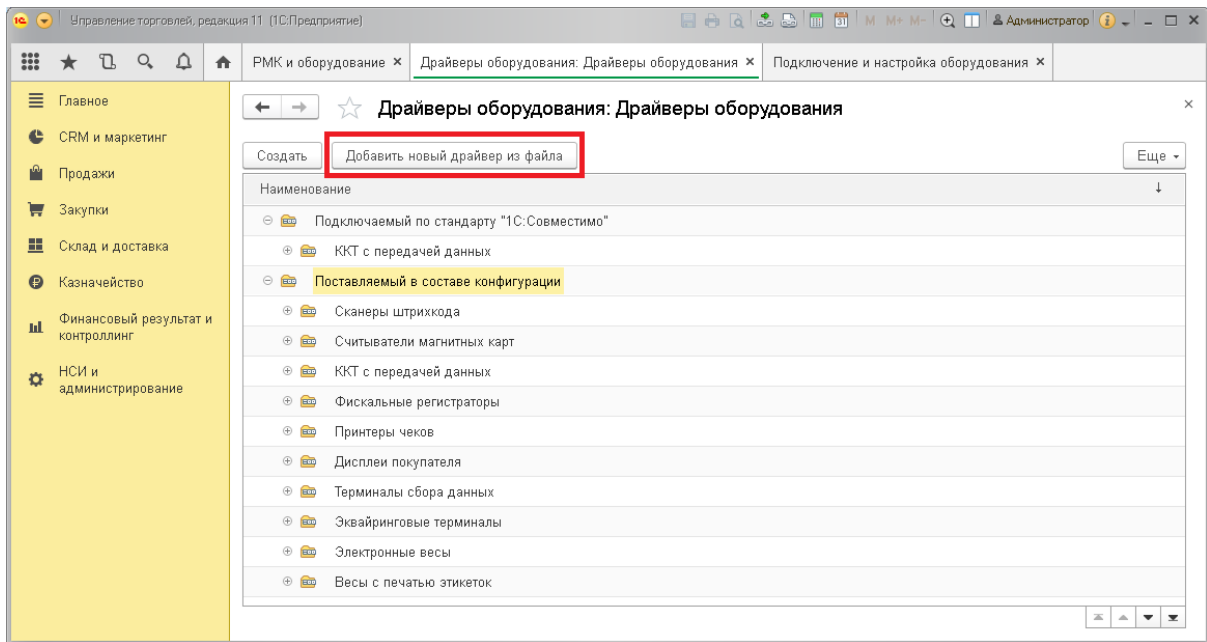 Управление торговлей, редакция 11 (1С:Предприятие)
M M+ M- Администратор
РМК и оборудование × Драйверы оборудования: Драйверы оборудования × Подключение и настройка оборудования ×
Главное
CRM и маркетинг
Продажи
Закупки
Склад и доставка
Казначейство
Финансовый результат и
контроллинг
НСИ и
администрирование
Драйверы оборудования: Драйверы оборудования
Создать Добавить новый драйвер из файла Еще
Наименование
Подключаемый по стандарту "1С:Совместимо"
ККТ с передачей данных
Поставляемый в составе конфигурации
Сканеры штрихкода
Считыватели магнитных карт
ККТ с передачей данных
Фискальные регистраторы
Принтеры чеков
Дисплеи покупателя
Терминалы сбора данных
Эквайринговые терминалы
Электронные весы
Весы с печатью этикеток